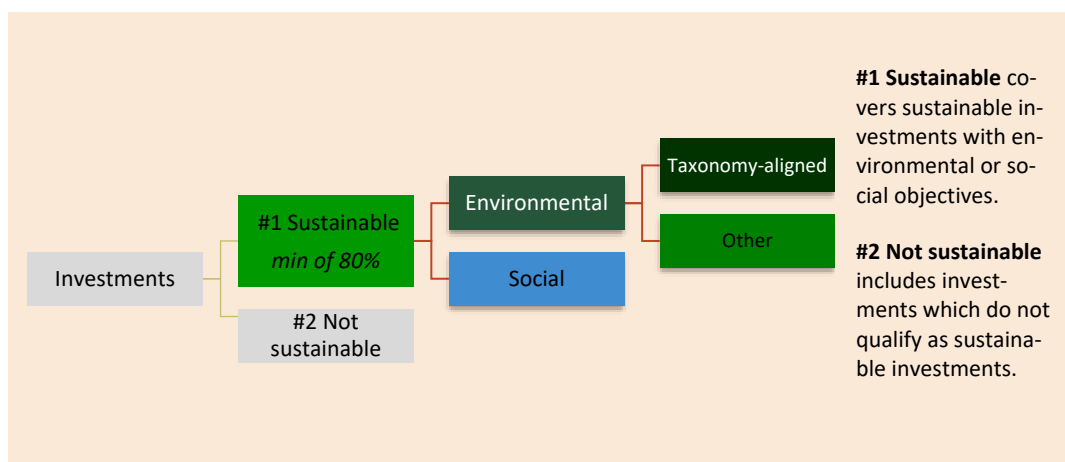 Investments
#1 Sustainable
min of 80%
#2 Not
sustainable
Environmental
Social
Taxonomy-aligned
Other
#1 Sustainable co-
vers sustainable in-
vestments with en-
vironmental or so-
cial objectives.
#2 Not sustainable
includes invest-
ments which do not
qualify as sustaina-
ble investments.